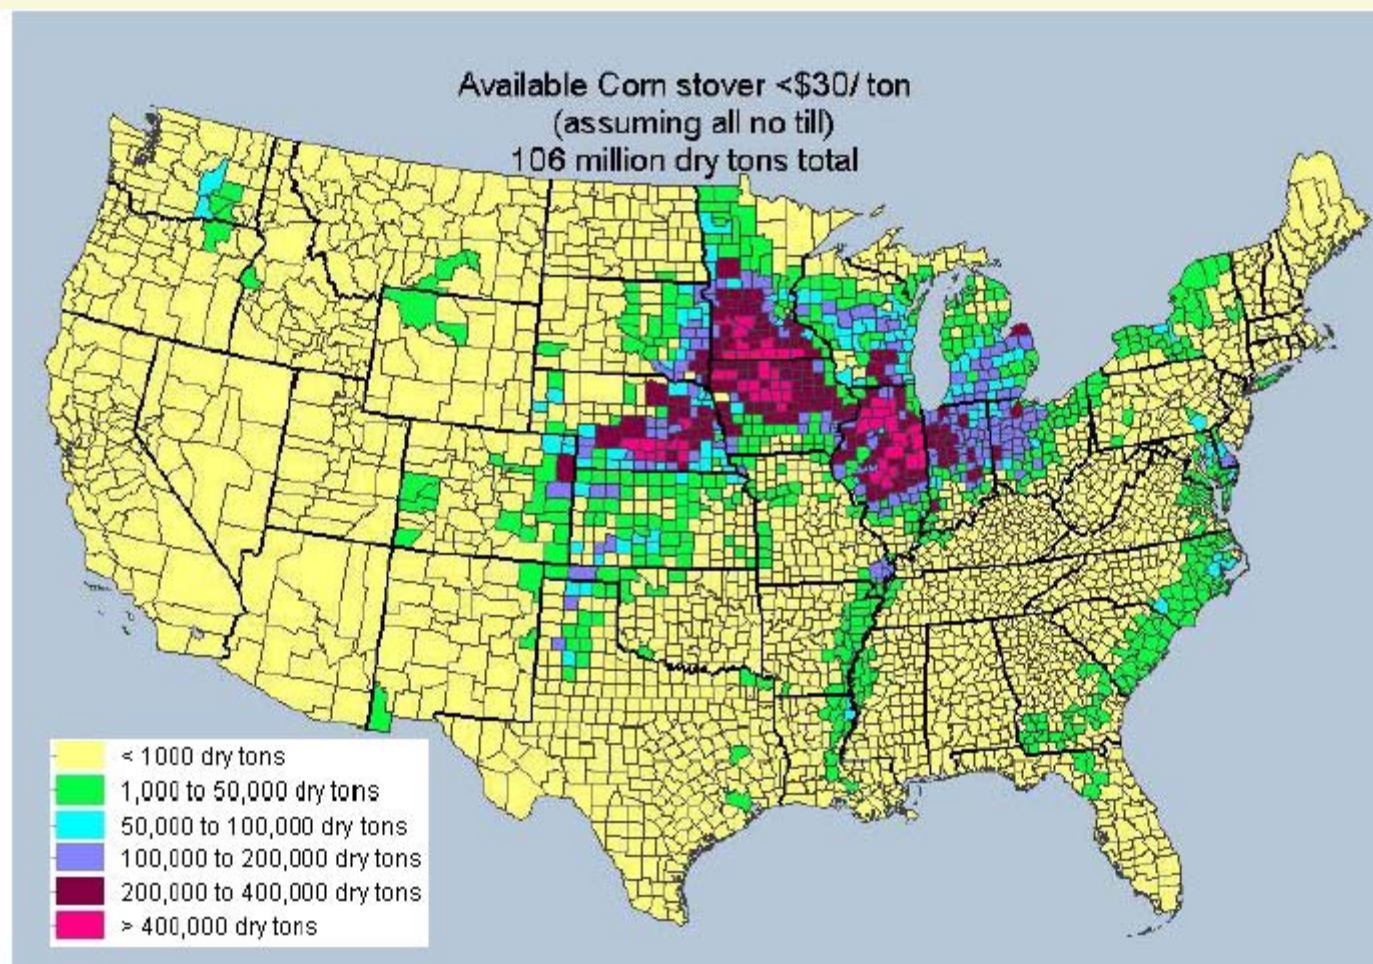 Available Corn stover <$30/ ton
(assuming all no till)
106 million dry tons total
< 1000 dry tons
1,000 to 50,000 dry tons
50,000 to 100,000 dry tons
100,000 to 200,000 dry tons
200,000 to 400,000 dry tons
> 400,000 dry tons